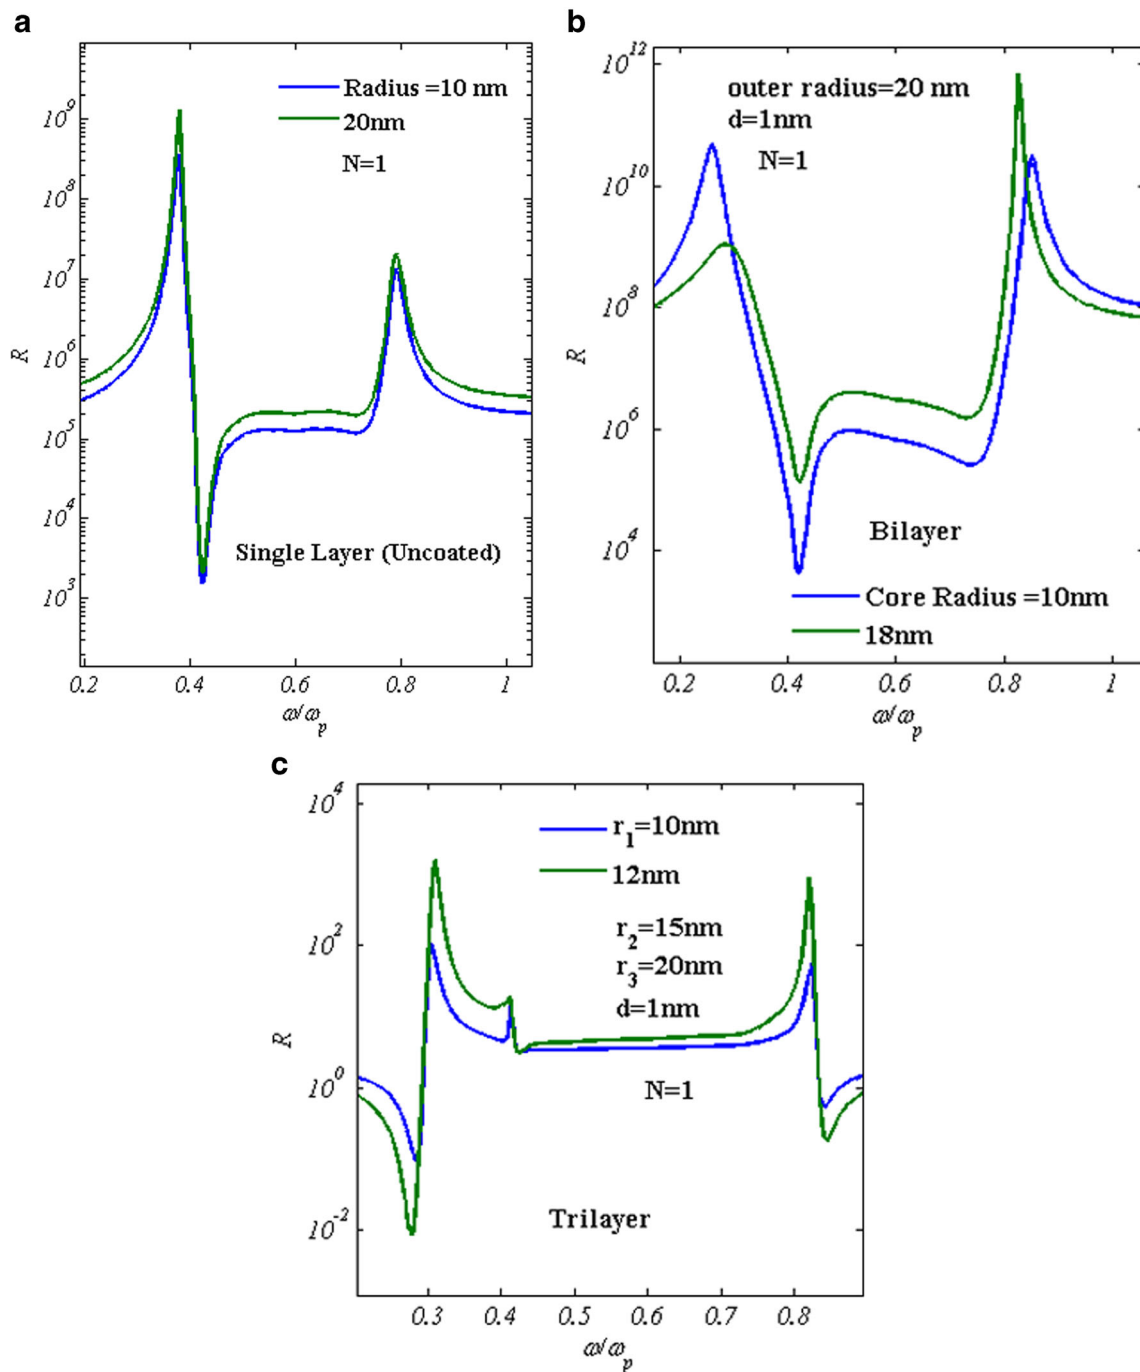 a
Radius =10 nm
20nm
N=1
Single Layer (Uncoated)
R
10^9
10^8
10^7
10^6
10^5
10^4
10^3
0.2 0.4 0.6 0.8 1
ω/ω_p
b
outer radius=20 nm
d=1nm
N=1
Bilayer
Core Radius =10nm
18nm
R
10^12
10^10
10^8
10^6
10^4
0.2 0.4 0.6 0.8 1
ω/ω_p
c
r_1=10nm
12nm
r_2=15nm
r_3=20nm
d=1nm
N=1
Trilayer
R
10^4
10^2
10^0
10^-2
0.3 0.4 0.5 0.6 0.7 0.8
ω/ω_p